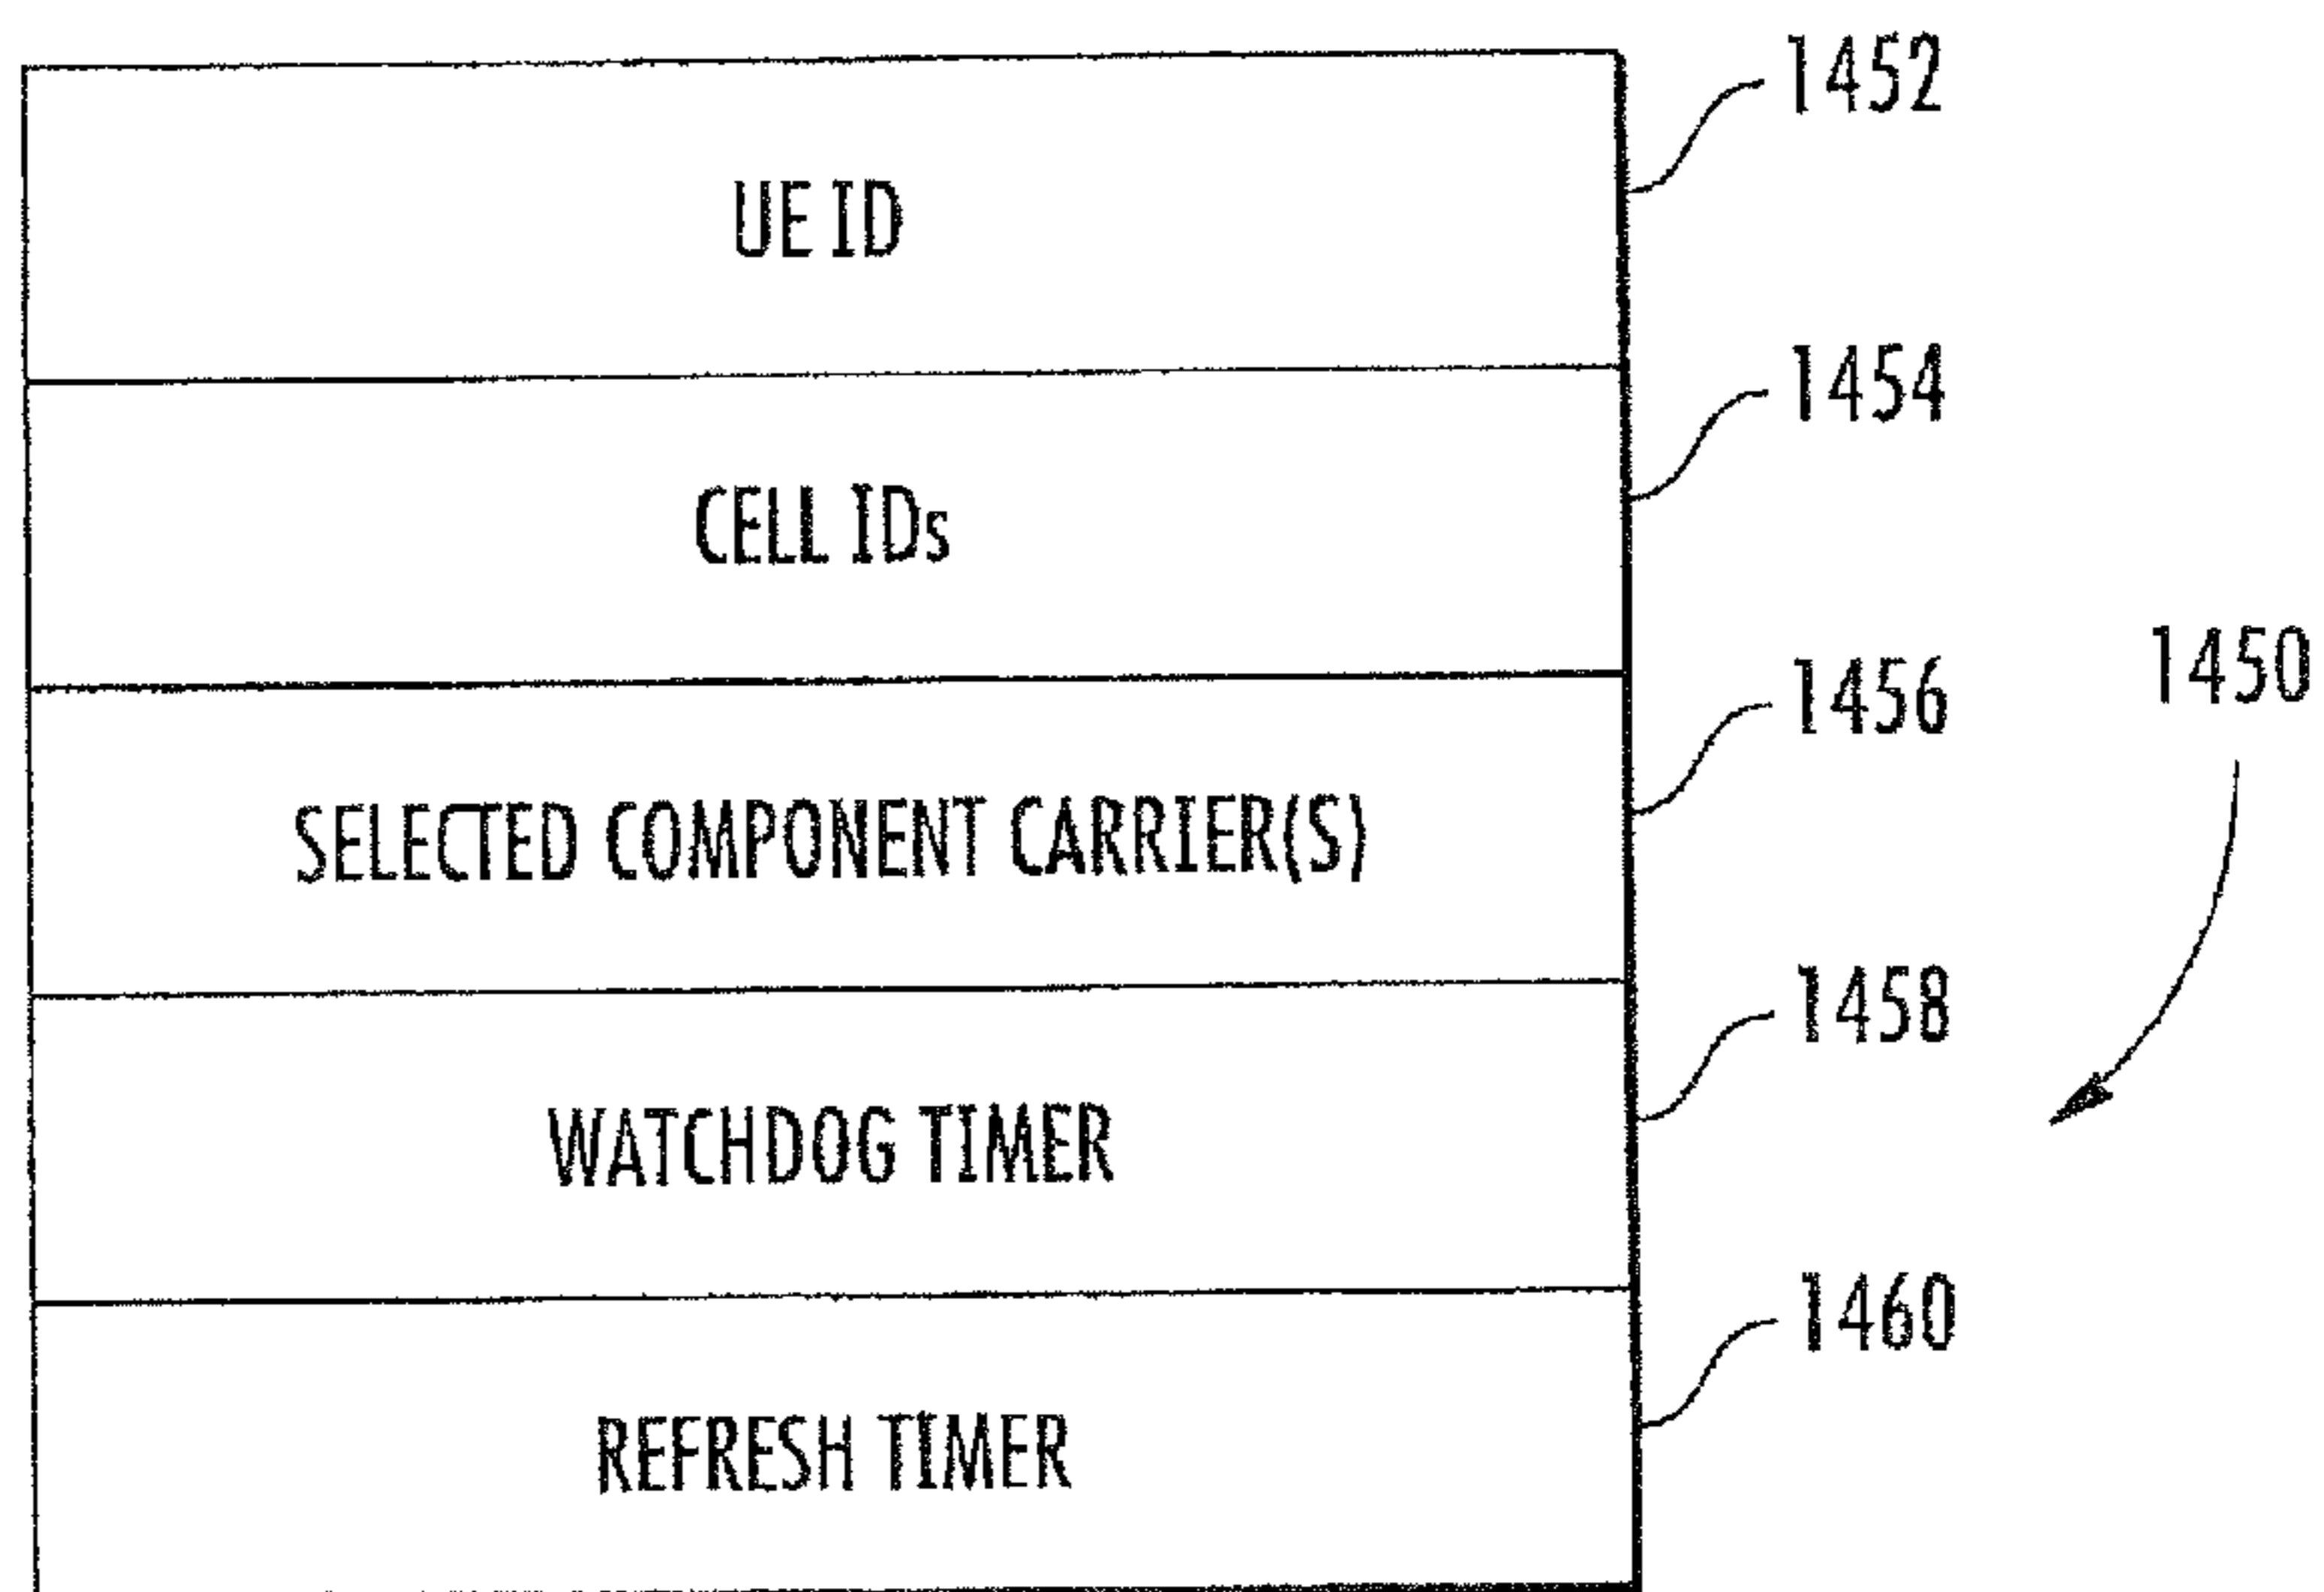 1452
UE ID
1454
CELL IDs
1456
1450
SELECTED COMPONENT CARRIER(S)
1458
WATCHDOG TIMER
1460
REFRESH TIMER